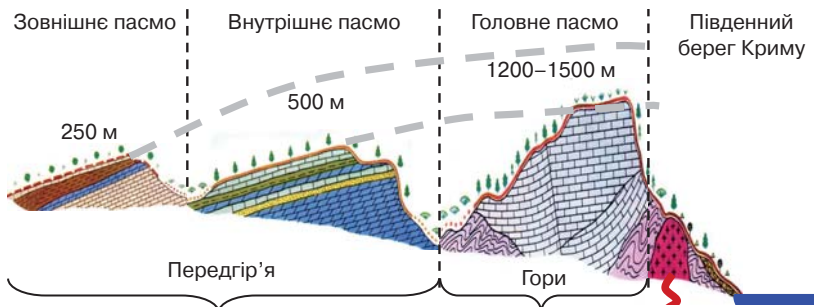 Зовнішнє пасмо
Внутрішнє пасмо
Головне пасмо
Південний
берег Криму
1200–1500 м
500 м
250 м
Передгір’я
Гори